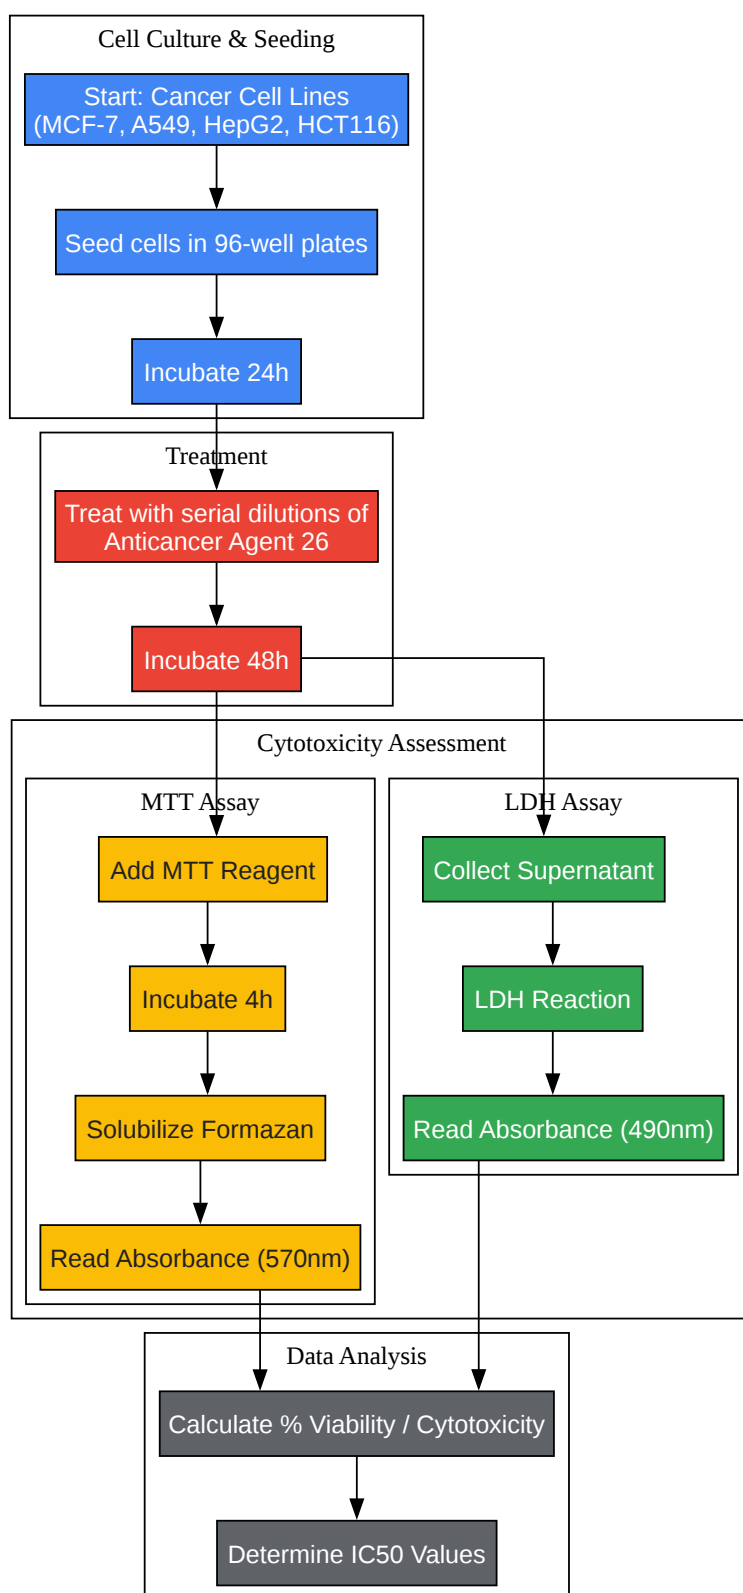 Cell Culture & Seeding
Start: Cancer Cell Lines
(MCF-7, A549, HepG2, HCT116)
Seed cells in 96-well plates
Incubate 24h
Treatment
Treat with serial dilutions of
Anticancer Agent 26
Incubate 48h
Cytotoxicity Assessment
MTT Assay
Add MTT Reagent
Incubate 4h
Solubilize Formazan
Read Absorbance (570nm)
LDH Assay
Collect Supernatant
LDH Reaction
Read Absorbance (490nm)
Data Analysis
Calculate % Viability / Cytotoxicity
Determine IC50 Values